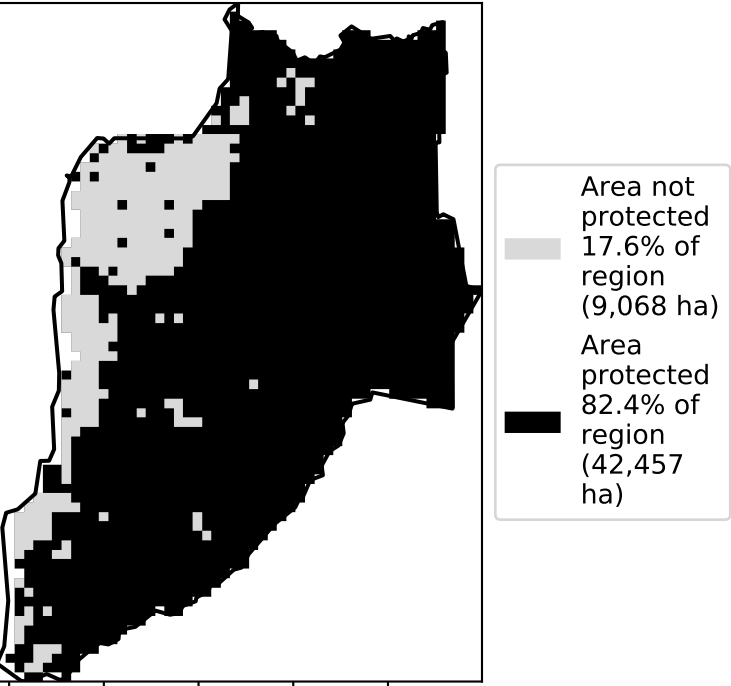 Area not
protected
17.6% of
region
(9,068 ha)
Area
protected
82.4% of
region
(42,457
ha)